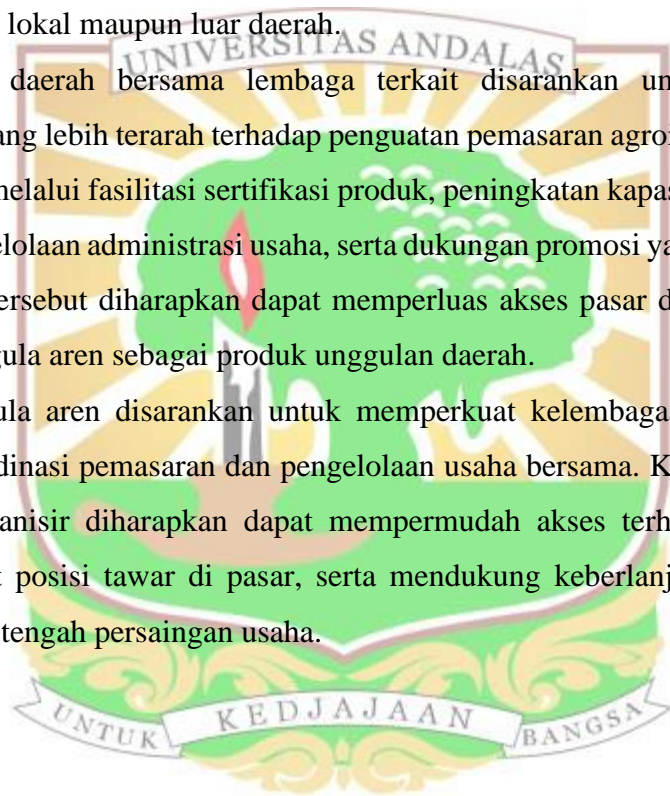 lokal maupun luar daerah.
UNIVERSITAS ANDALAS
daerah bersama lembaga terkait disarankan un
ang lebih terarah terhadap penguatan pemasaran agro
melalui fasilitasi sertifikasi produk, peningkatan kapas
elolaan administrasi usaha, serta dukungan promosi ya
ersebut diharapkan dapat memperluas akses pasar d
gula aren sebagai produk unggulan daerah.
ula aren disarankan untuk memperkuat kelembaga
dinasi pemasaran dan pengelolaan usaha bersama. K
anisir diharapkan dapat mempermudah akses terh
t posisi tawar di pasar, serta mendukung keberlanj
tengah persaingan usaha.
UNTUK KEDJAJAAN BANGSA